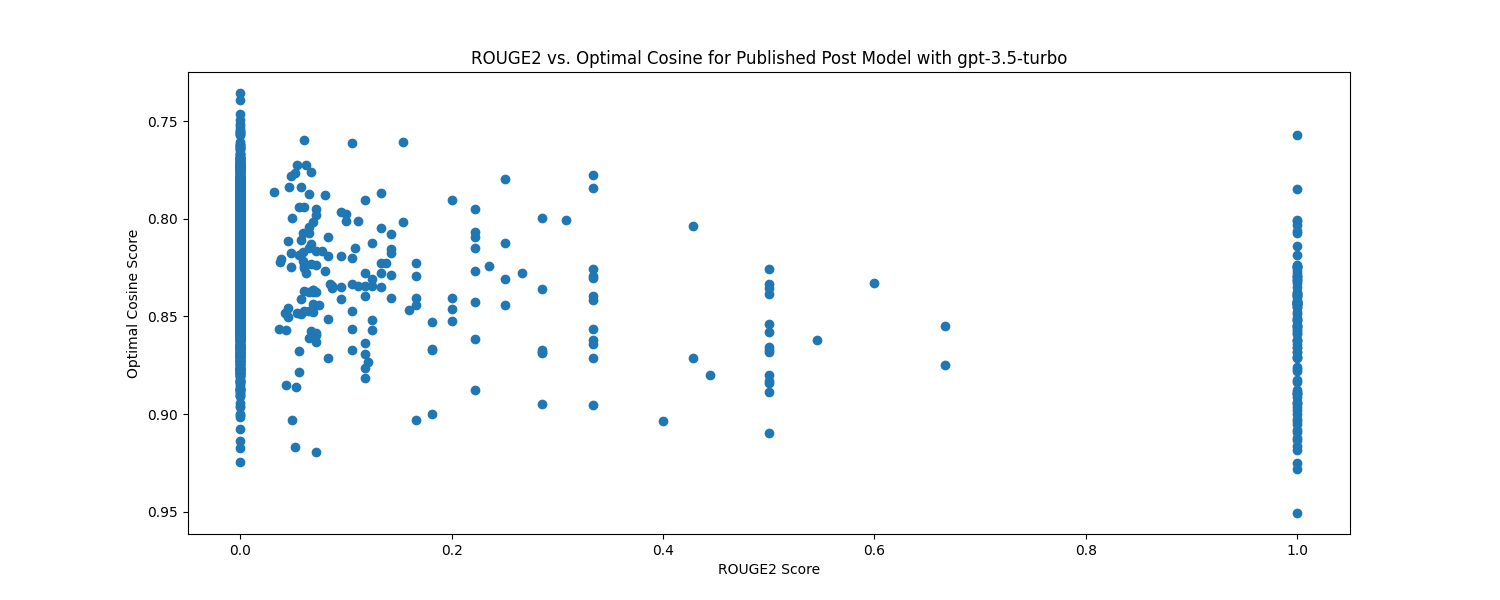 ROUGE2 vs. Optimal Cosine for Published Post Model with gpt-3.5-turbo
Optimal Cosine Score
0.75
0.80
0.85
0.90
0.95
0.0 0.2 0.4 0.6 0.8 1.0
ROUGE2 Score